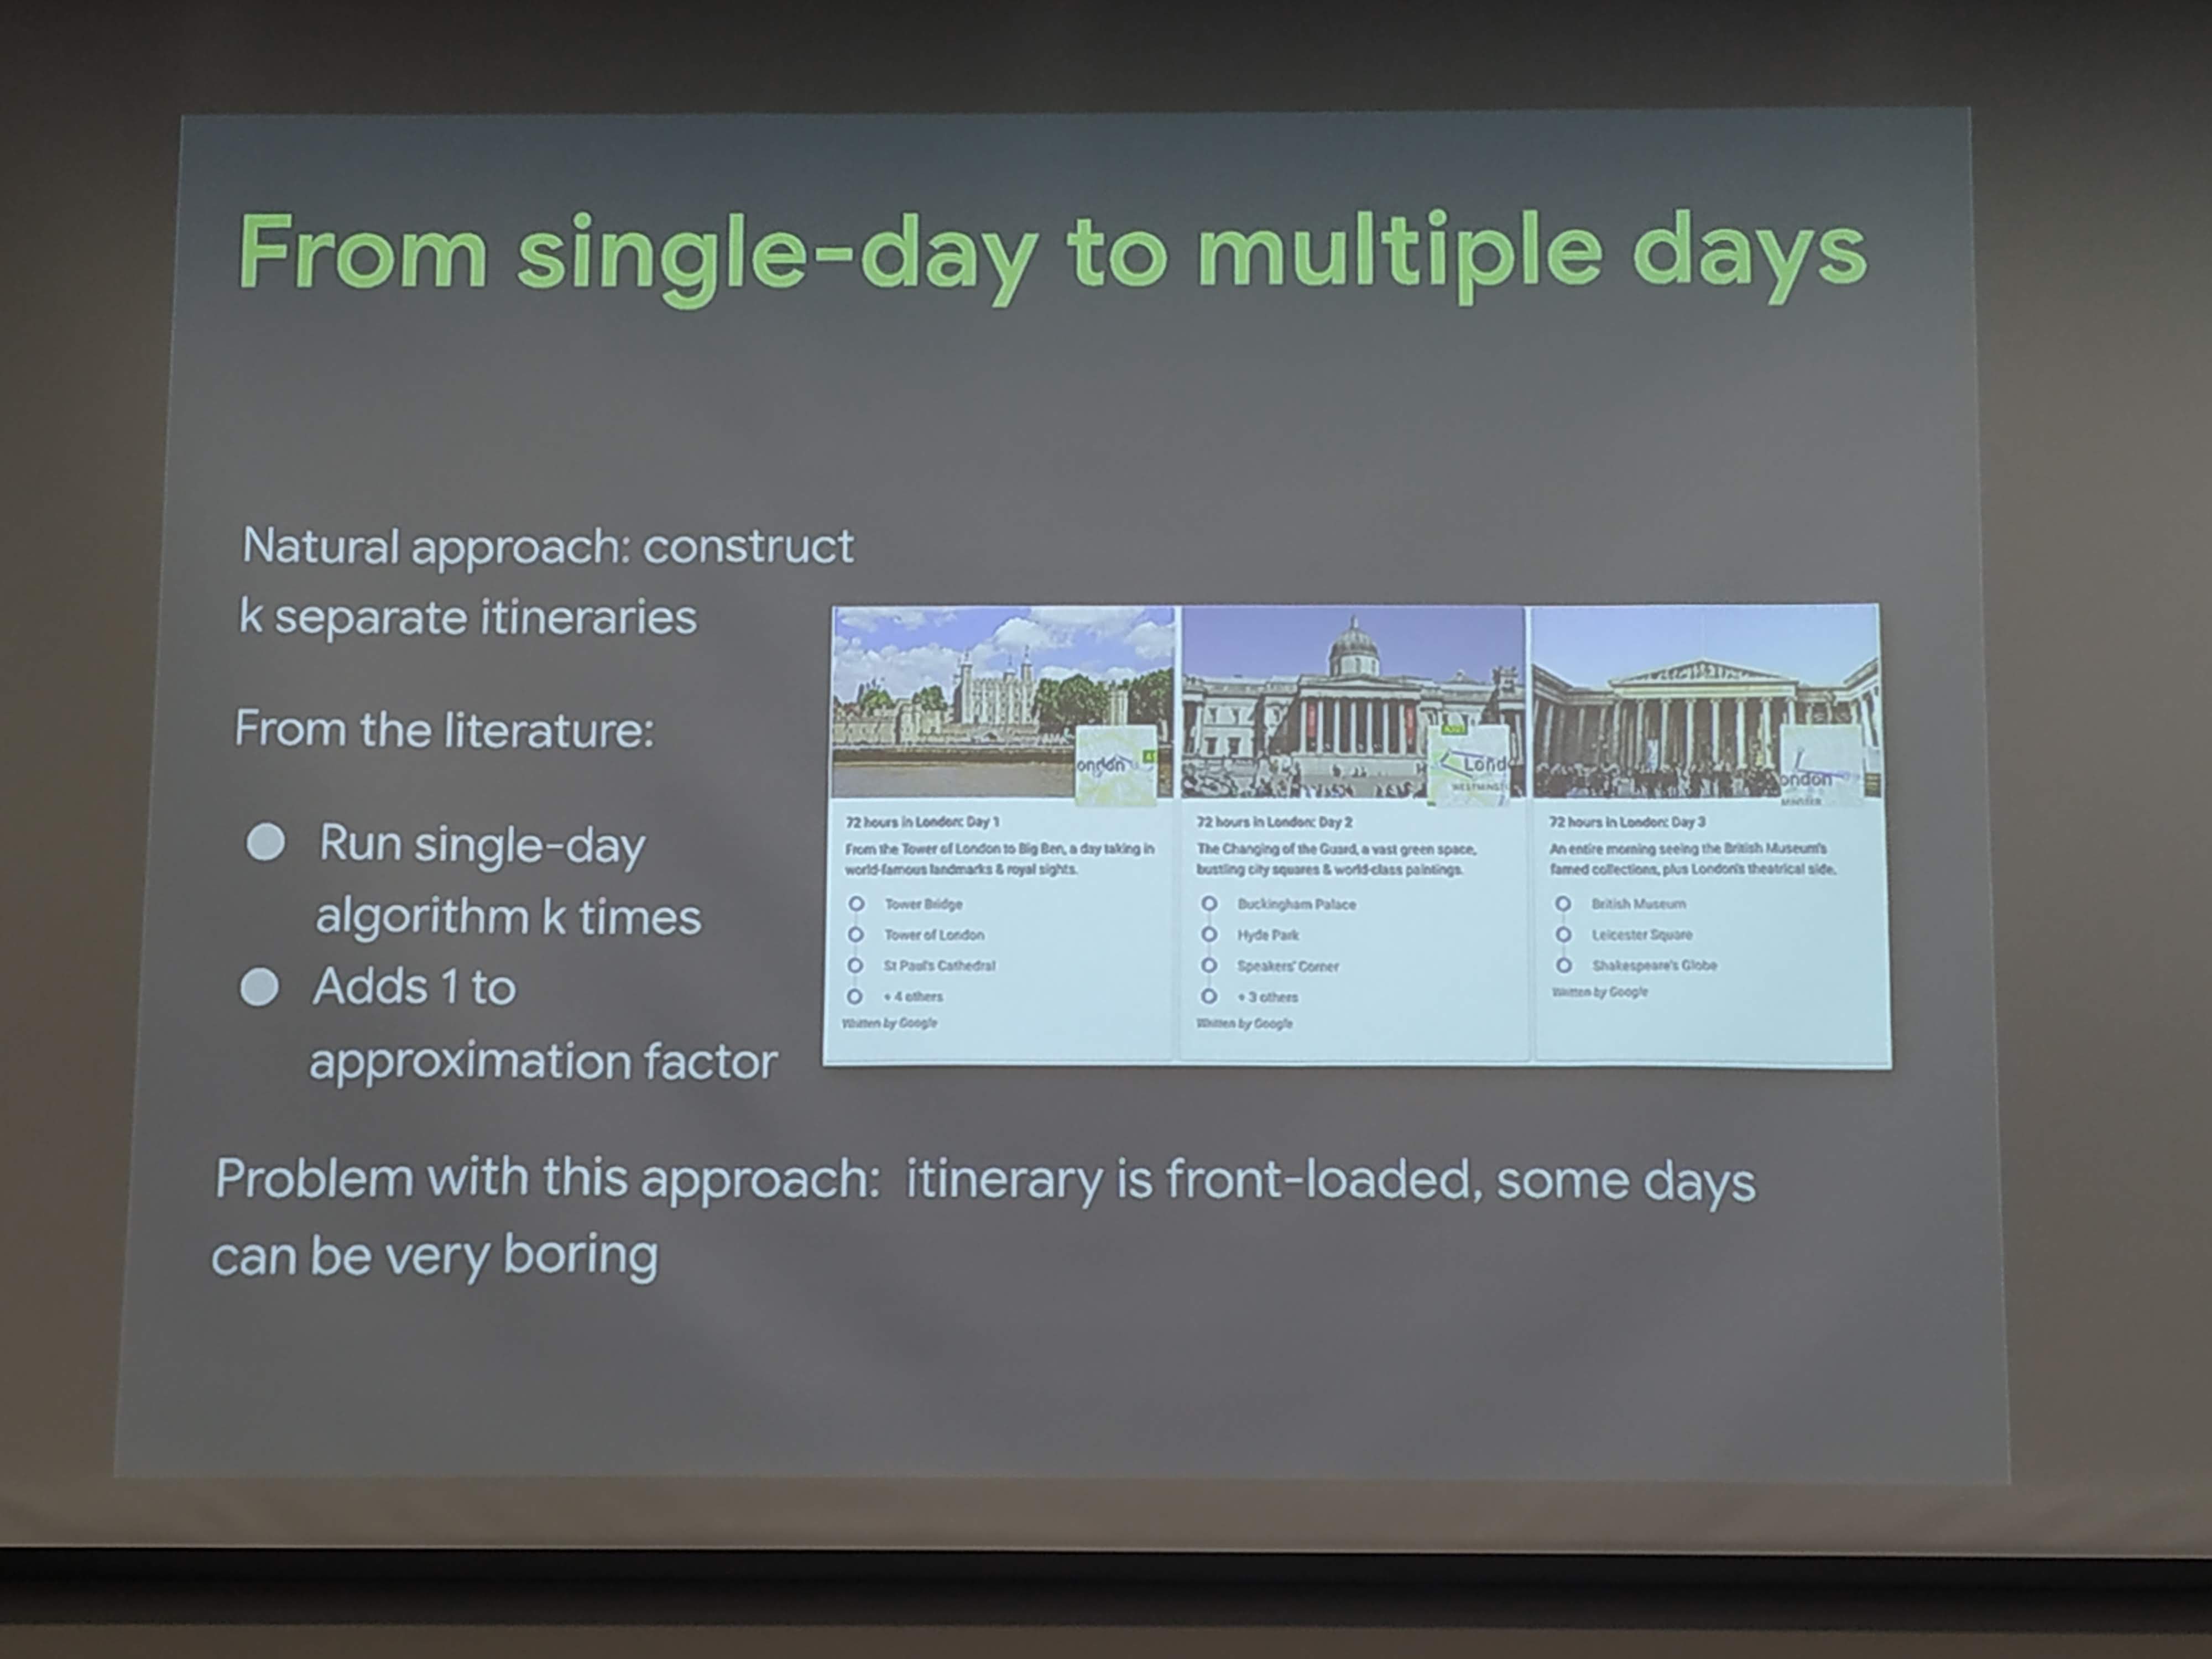 From single-day to multiple days
Natural approach: construct
k separate itineraries
From the literature:
Run single-day
algorithm k times
Adds 1 to
approximation factor
ondon
72 hours in London: Day 1
From the Tower of London to Big Ben, a day taking in
world-famous landmarks & royal sights.
Tower Bridge
Tower of London
St Paul's Cathedral
+ 4 others
Written by Google
Lond
72 hours in London: Day 2
The Changing of the Guard, a vast green space,
bustling city squares & world-class paintings.
Buckingham Palace
Hyde Park
Speakers' Corner
+ 3 others
Written by Google
ondon
72 hours in London: Day 3
An entire morning seeing the British Museum's
famed collections, plus London's theatrical side.
British Museum
Leicester Square
Shakespeare's Globe
Written by Google
Problem with this approach: itinerary is front-loaded, some days
can be very boring